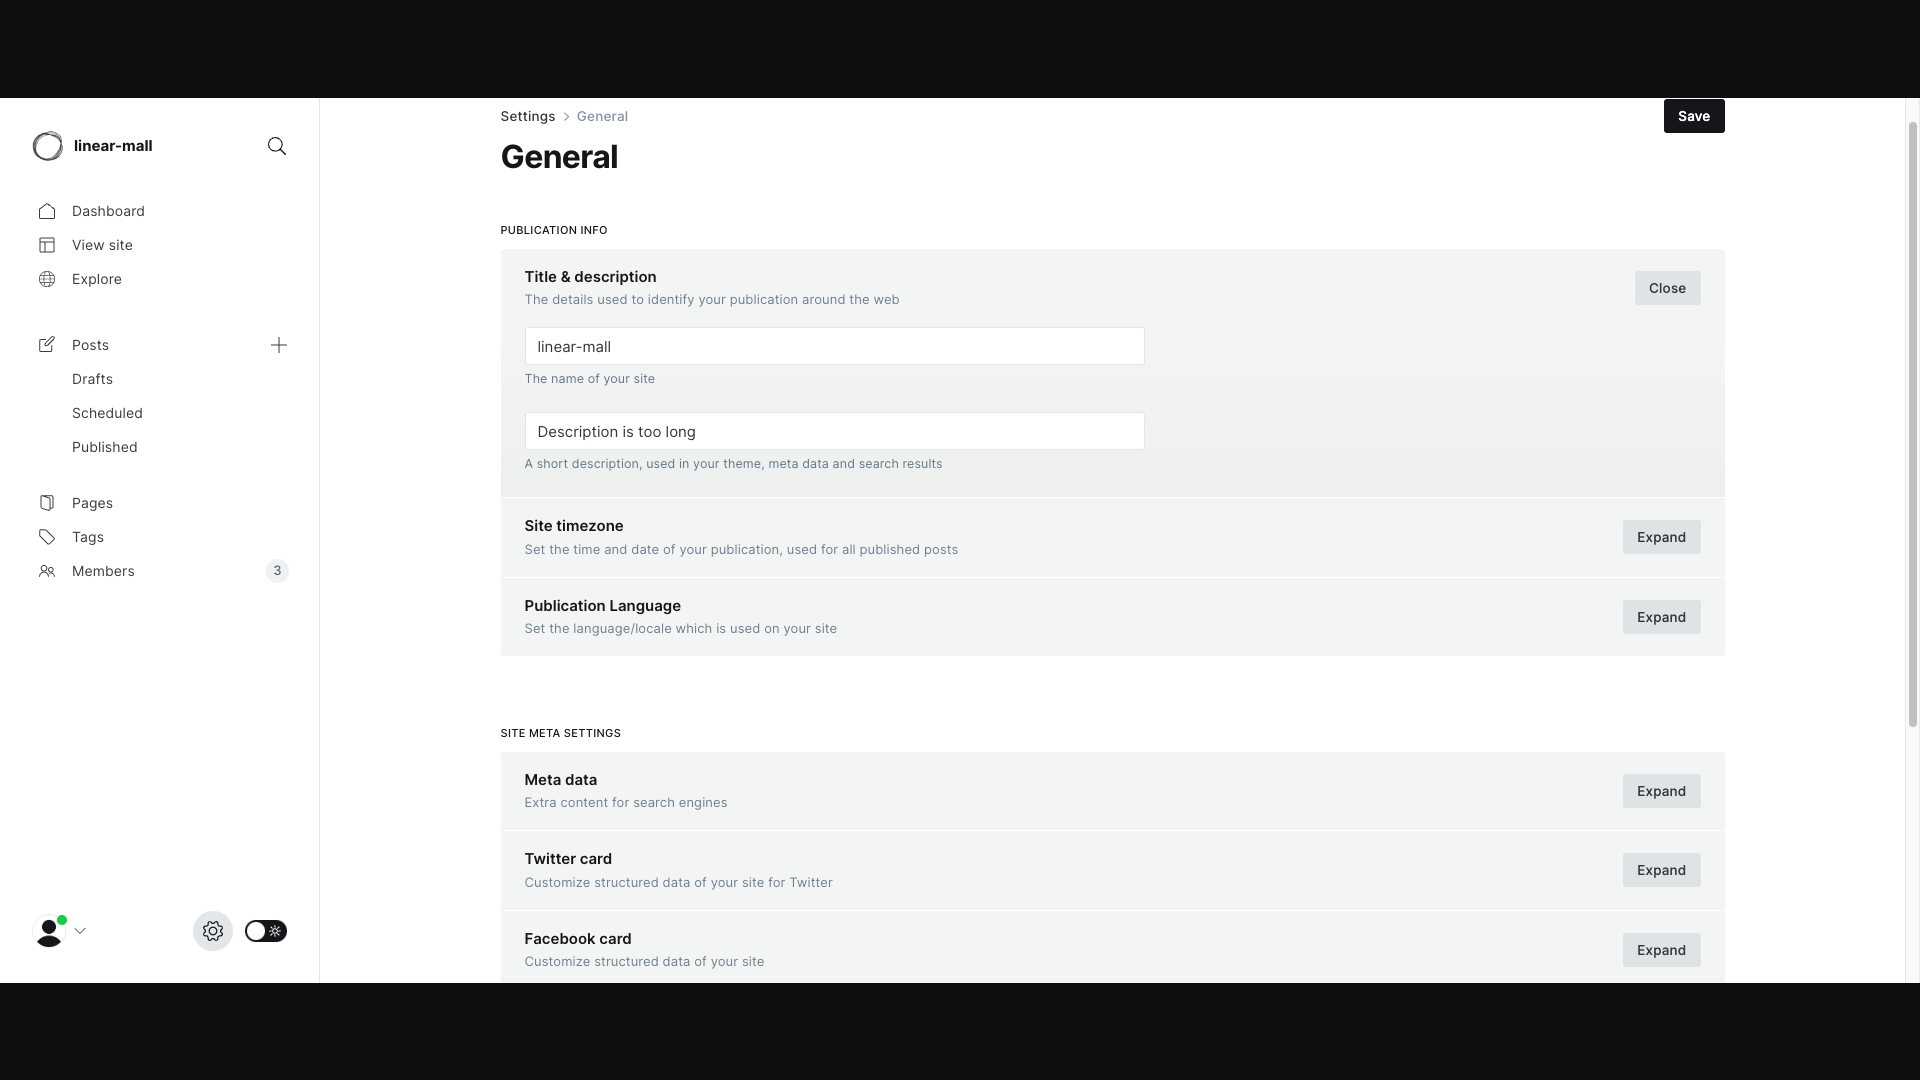 linear-mall
Dashboard
View site
Explore
Posts
Drafts
Scheduled
Published
Pages
Tags
Members
3
Settings > General
Save
General
PUBLICATION INFO
Title & description
The details used to identify your publication around the web
Close
linear-mall
The name of your site
Description is too long
A short description, used in your theme, meta data and search results
Site timezone
Set the time and date of your publication, used for all published posts
Expand
Publication Language
Set the language/locale which is used on your site
Expand
SITE META SETTINGS
Meta data
Extra content for search engines
Expand
Twitter card
Customize structured data of your site for Twitter
Expand
Facebook card
Customize structured data of your site
Expand